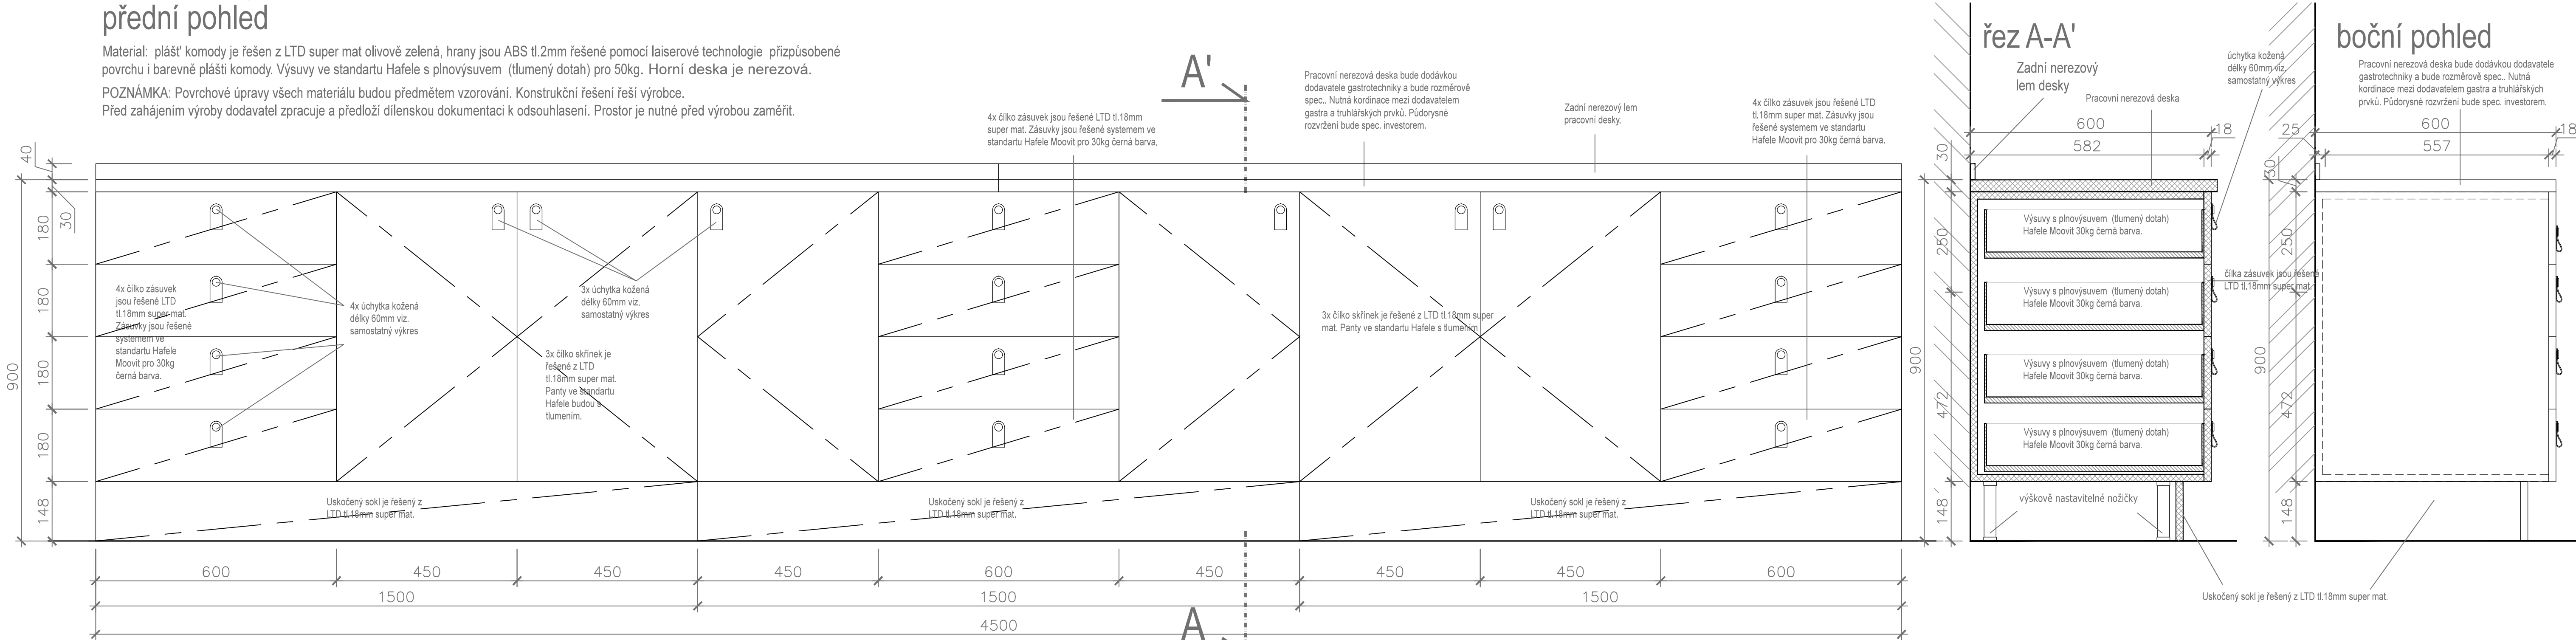 přední pohled
Material: plášť komody je řešen z LTD super mat olivově zelená, hrany jsou ABS tl.2mm řešené pomocí laiserové technologie přizpůsobené
povrchu i barevně plášti komody. Výsuvy ve standartu Hafele s plnovýsuvem (tlumený dotah) pro 50kg. Horní deska je nerezová.
POZNÁMKA: Povrchové úpravy všech materiálu budou předmětem vzorování. Konstrukční řešení řeší výrobce.
Před zahájením výroby dodavatel zpracuje a předloží dílenskou dokumentaci k odsouhlasení. Prostor je nutné před výrobou zaměřit.
A'
4x čílko zásuvek jsou řešené LTD tl.18mm
super mat. Zásuvky jsou řešené systemem ve
standartu Hafele Moovit pro 30kg černá barva.
Pracovní nerezová deska bude dodávkou
dodavatele gastrotechniky a bude rozměrově
spec.. Nutná kordinace mezi dodavatelem
gastra a truhlářských prvků. Půdorysné
rozvržení bude spec. investorem.
Zadní nerezový lem
pracovní desky.
4x čílko zásuvek jsou řešené LTD
tl.18mm super mat. Zásuvky jsou
řešené systemem ve standartu
Hafele Moovit pro 30kg černá barva.
40
30
180
180
180
180
148
900
4x čílko zásuvek
jsou řešené LTD
tl.18mm super mat.
Zásuvky jsou řešené
systemem ve
standartu Hafele
Moovit pro 30kg
černá barva.
4x úchytka kožená
délky 60mm viz.
samostatný výkres
3x úchytka kožená
délky 60mm viz.
samostatný výkres
3x čílko skřínek je
řešené z LTD
tl.18mm super mat.
Panty ve standartu
Hafele budou s
tlumením.
3x čílko skřínek je řešené z LTD tl.18mm super
mat. Panty ve standartu Hafele s tlumením
Uskočený sokl je řešený z
LTD tl.18mm super mat.
Uskočený sokl je řešený z
LTD tl.18mm super mat.
Uskočený sokl je řešený z
LTD tl.18mm super mat.
600 450 450 450 600 450 450 450 600
1500 1500 1500
4500
A
řez A-A'
Zadní nerezový
lem desky
Pracovní nerezová deska
úchytka kožená
délky 60mm viz.
samostatný výkres
600
18
582
30
250
472
148
900
Výsuvy s plnovýsuvem (tlumený dotah)
Hafele Moovit 30kg černá barva.
Výsuvy s plnovýsuvem (tlumený dotah)
Hafele Moovit 30kg černá barva.
Výsuvy s plnovýsuvem (tlumený dotah)
Hafele Moovit 30kg černá barva.
Výsuvy s plnovýsuvem (tlumený dotah)
Hafele Moovit 30kg černá barva.
čílka zásuvek jsou řešené
LTD tl.18mm super mat.
výškově nastavitelné nožičky
boční pohled
Pracovní nerezová deska bude dodávkou dodavatele
gastrotechniky a bude rozměrově spec.. Nutná
kordinace mezi dodavatelem gastra a truhlářských
prvků. Půdorysné rozvržení bude spec. investorem.
25
600
18
557
30
250
472
148
900
Uskočený sokl je řešený z LTD tl.18mm super mat.